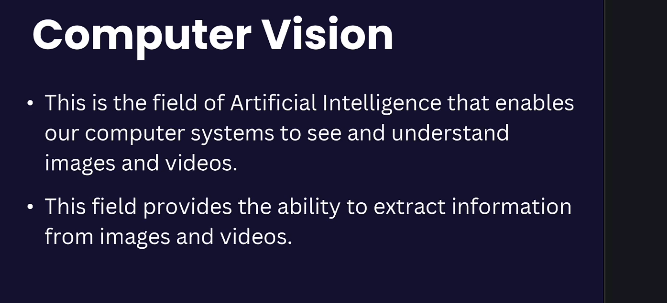 Computer Vision
• This is the field of Artificial Intelligence that enables
our computer systems to see and understand
images and videos.
• This field provides the ability to extract information
from images and videos.